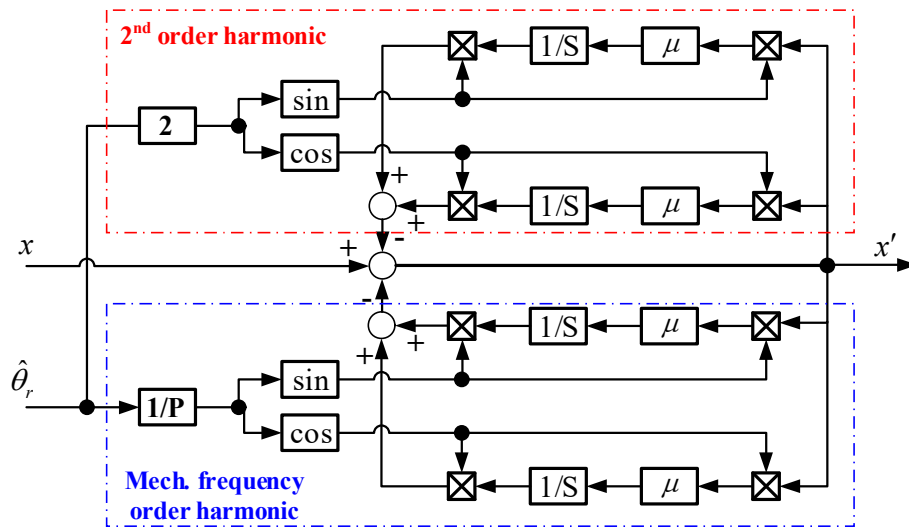 2nd order harmonic
1/S
μ
sin
2
cos
+
+
1/S
μ
-
x
+
x′
-
+
1/S
μ
+
sin
θ̂r
1/P
cos
1/S
μ
Mech. frequency
order harmonic